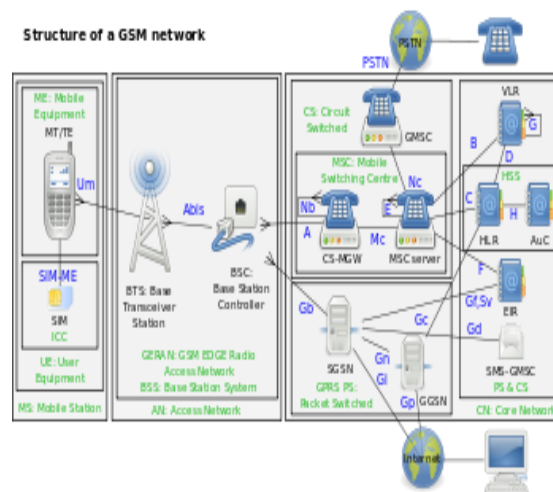 Structure of a GSM network
PSTN
PSTN
ME: Mobile
Equipment
MT/TE
Um
SIM-ME
SIM
ICC
UE: User
Equipment
MS: Mobile Station
Abis
BTS: Base
Transceiver
Station
BSC:
Base Station
Controller
GERAN: GSM EDGE Radio
Access Network
BSS: Base Station System
AN: Access Network
CS: Circuit
Switched
GMSC
MSC: Mobile
Switching Centre
Nc
Nb
E
A
Mc
CS-MGW
MSC server
VLR
G
B
D
HSS
C
H
HLR
AuC
F
EIR
Gf,Sv
Gb
Gc
Gd
Gn
Gi
SGSN
GPRS PS:
Packet Switched
Gp
GGSN
SMS-GMSC
PS & CS
CN: Core Network
Internet